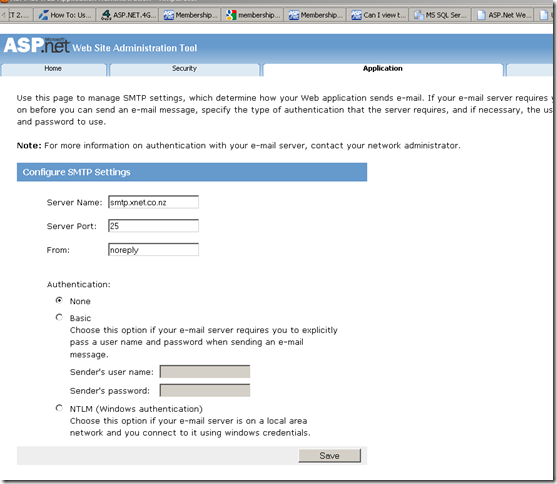 CT 2....
How To: Us...
ASP.NET.4G...
Membership...
membership...
Membership...
Can I view t...
MS SQL Ser...
ASP.Net We...
Microsoft
ASP.net Web Site Administration Tool
Home
Security
Application
Use this page to manage SMTP settings, which determine how your Web application sends e-mail. If your e-mail server requires y
on before you can send an e-mail message, specify the type of authentication that the server requires, and if necessary, the us
and password to use.
Note: For more information on authentication with your e-mail server, contact your network administrator.
Configure SMTP Settings
Server Name: smtp.xnet.co.nz
Server Port: 25
From: noreply
Authentication:
None
Basic
Choose this option if your e-mail server requires you to explicitly
pass a user name and password when sending an e-mail
message.
Sender's user name:
Sender's password:
NTLM (Windows authentication)
Choose this option if your e-mail server is on a local area
network and you connect to it using windows credentials.
Save